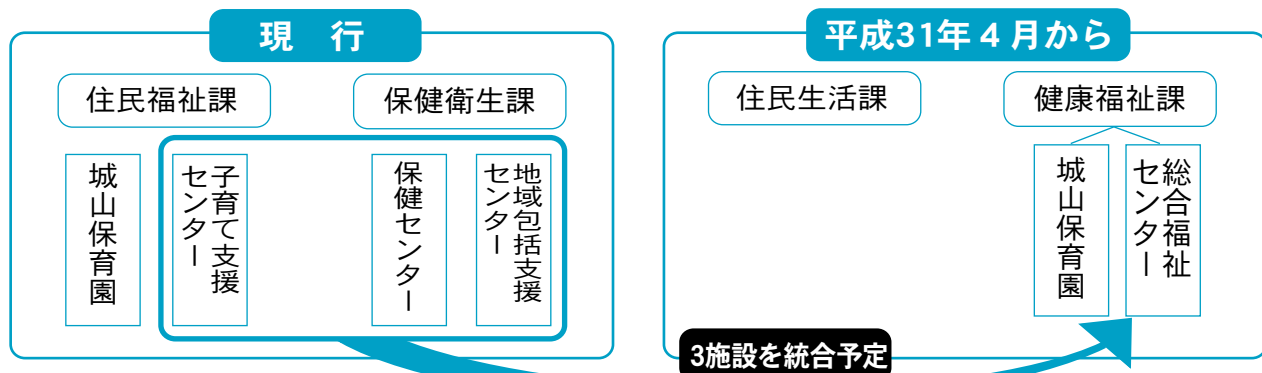 現　行
住民福祉課
保健衛生課
城山保育園
子育て支援
センター
保健センター
地域包括支援
センター
平成31年４月から
住民生活課
健康福祉課
城山保育園
総合福祉
センター
3施設を統合予定